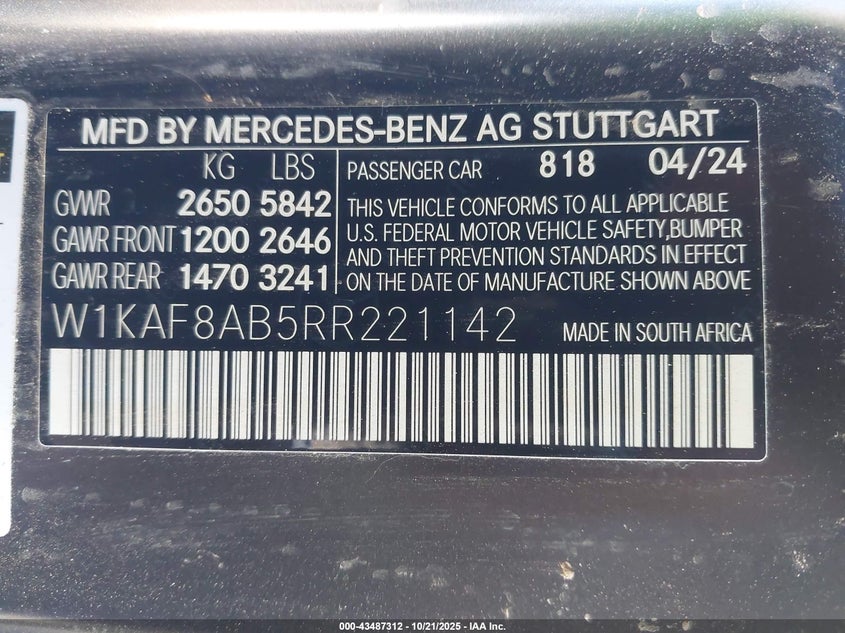 MFD BY MERCEDES-BENZ AG STUTTGART
KG LBS
GVWR 2650 5842
GAWR FRONT 1200 2646
GAWR REAR 1470 3241
PASSENGER CAR 818 04/24
THIS VEHICLE CONFORMS TO ALL APPLICABLE
U.S. FEDERAL MOTOR VEHICLE SAFETY,BUMPER
AND THEFT PREVENTION STANDARDS IN EFFECT
ON THE DATE OF MANUFACTURE SHOWN ABOVE
W1KAF8AB5RR221142 MADE IN SOUTH AFRICA
000-43487312 - 10/21/2025 - IAA Inc.